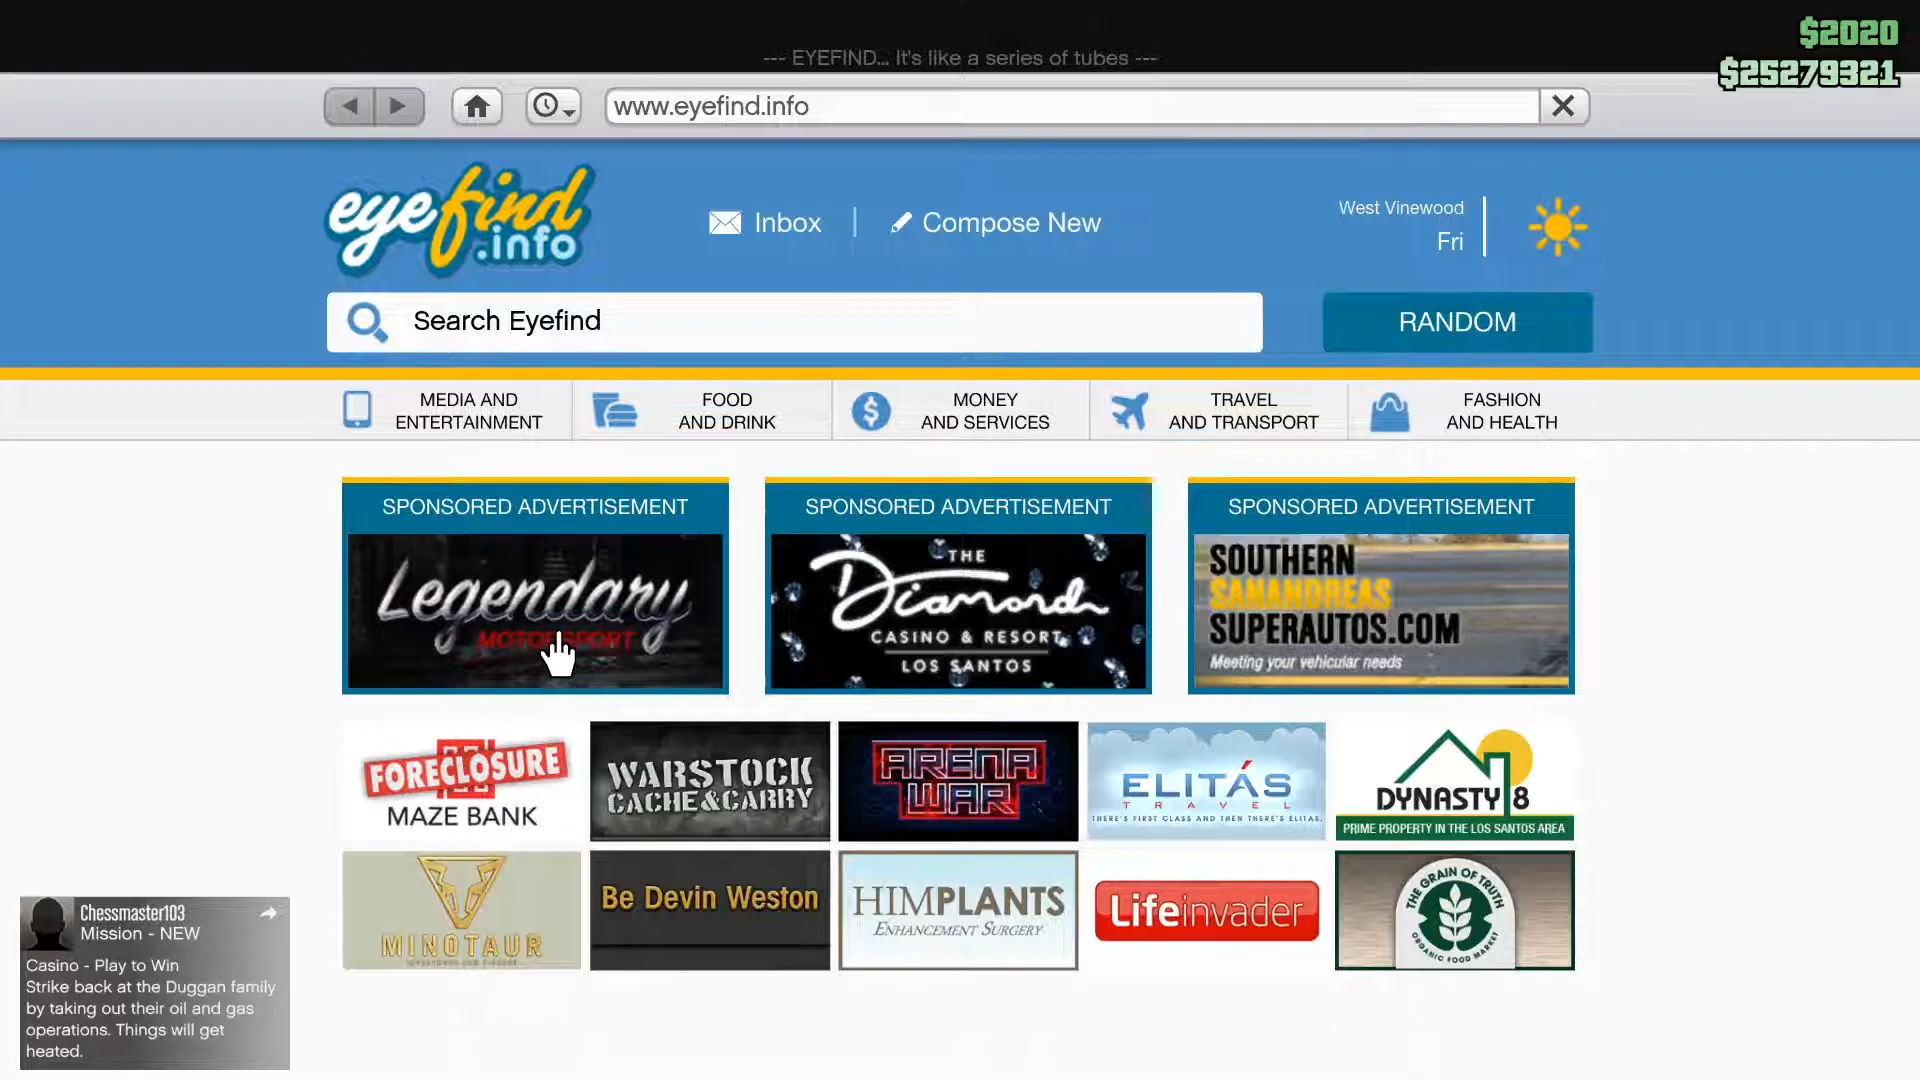 $2020
--- EYEFIND... It's like a series of tubes ---
$25279321
www.eyefind.info
eyefind
.info
Inbox
Compose New
West Vinewood
Fri
Search Eyefind
RANDOM
MEDIA AND
ENTERTAINMENT
FOOD
AND DRINK
MONEY
AND SERVICES
TRAVEL
AND TRANSPORT
FASHION
AND HEALTH
SPONSORED ADVERTISEMENT
Legendary
MOTORSPORT
SPONSORED ADVERTISEMENT
THE
Diamond
CASINO & RESORT
LOS SANTOS
SPONSORED ADVERTISEMENT
SOUTHERN
SANANDREAS
SUPERAUTOS.COM
Meeting your vehicular needs
FORECLOSURE
MAZE BANK
WARSTOCK
CACHE&CARRY
ARENA
WAR
ELITÁS
TRAVEL
THERE'S FIRST CLASS AND THEN THERE'S ELITAS.
DYNASTY 8
PRIME PROPERTY IN THE LOS SANTOS AREA
MINOTAUR
Be Devin Weston
HIMPLANTS
ENHANCEMENT SURGERY
Lifeinvader
THE GRAIN OF TRUTH
ORGANIC FOOD MARKET
Chessmaster103
Mission - NEW
Casino - Play to Win
Strike back at the Duggan family
by taking out their oil and gas
operations. Things will get
heated.